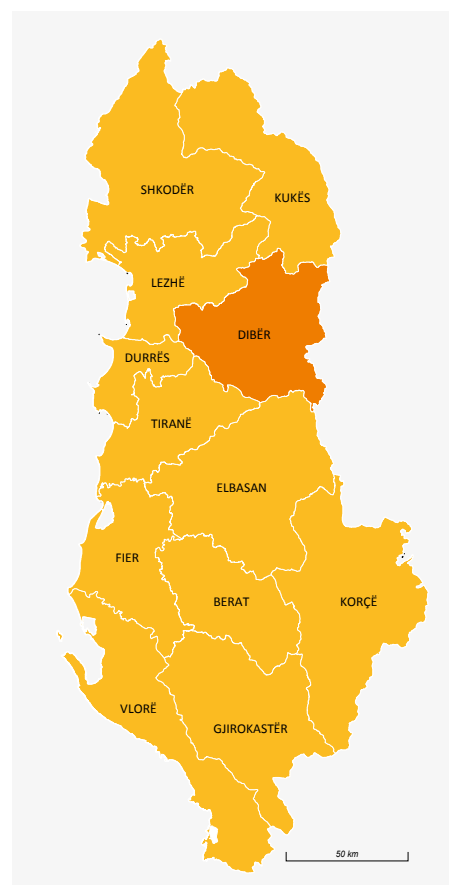 SHKODËR
KUKËS
LEZHË
DIBËR
DURRËS
TIRANË
ELBASAN
FIER
BERAT
KORÇË
VLORË
GJIROKASTËR
50 km